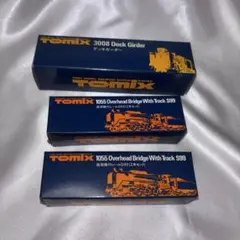 TOMIX
3008 Deck Girder
デッキガーダー
TOMIX
TOMIX
1055 Overhead Bridge With Track S99
TOMIX
1055 Overhead Bridge With Track S99